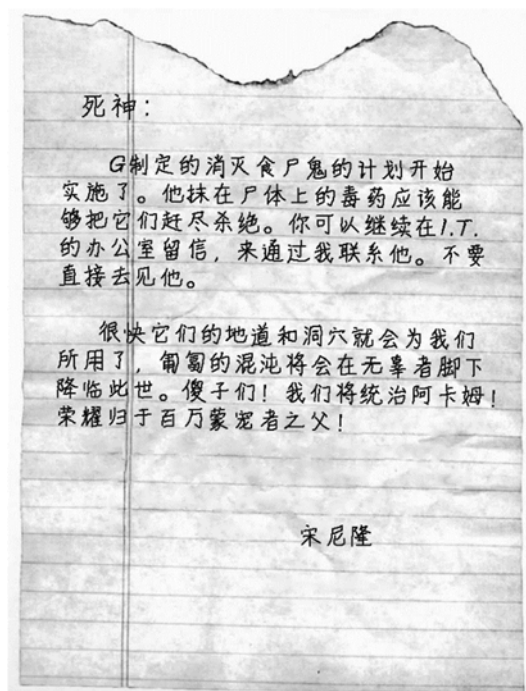 死神：
G制定的消灭食尸鬼的计划开始
实施了。他抹在尸体上的毒药应该能
够把它们赶尽杀绝。你可以继续在I.T.
的办公室留信，来通过我联系他。不要
直接去见他。
很快它们的地道和洞穴就会为我们
所用了，匍匐的混沌将会在无辜者脚下
降临此世。傻子们！我们将统治阿卡姆！
荣耀归于百万蒙宠者之父！
宋尼隆